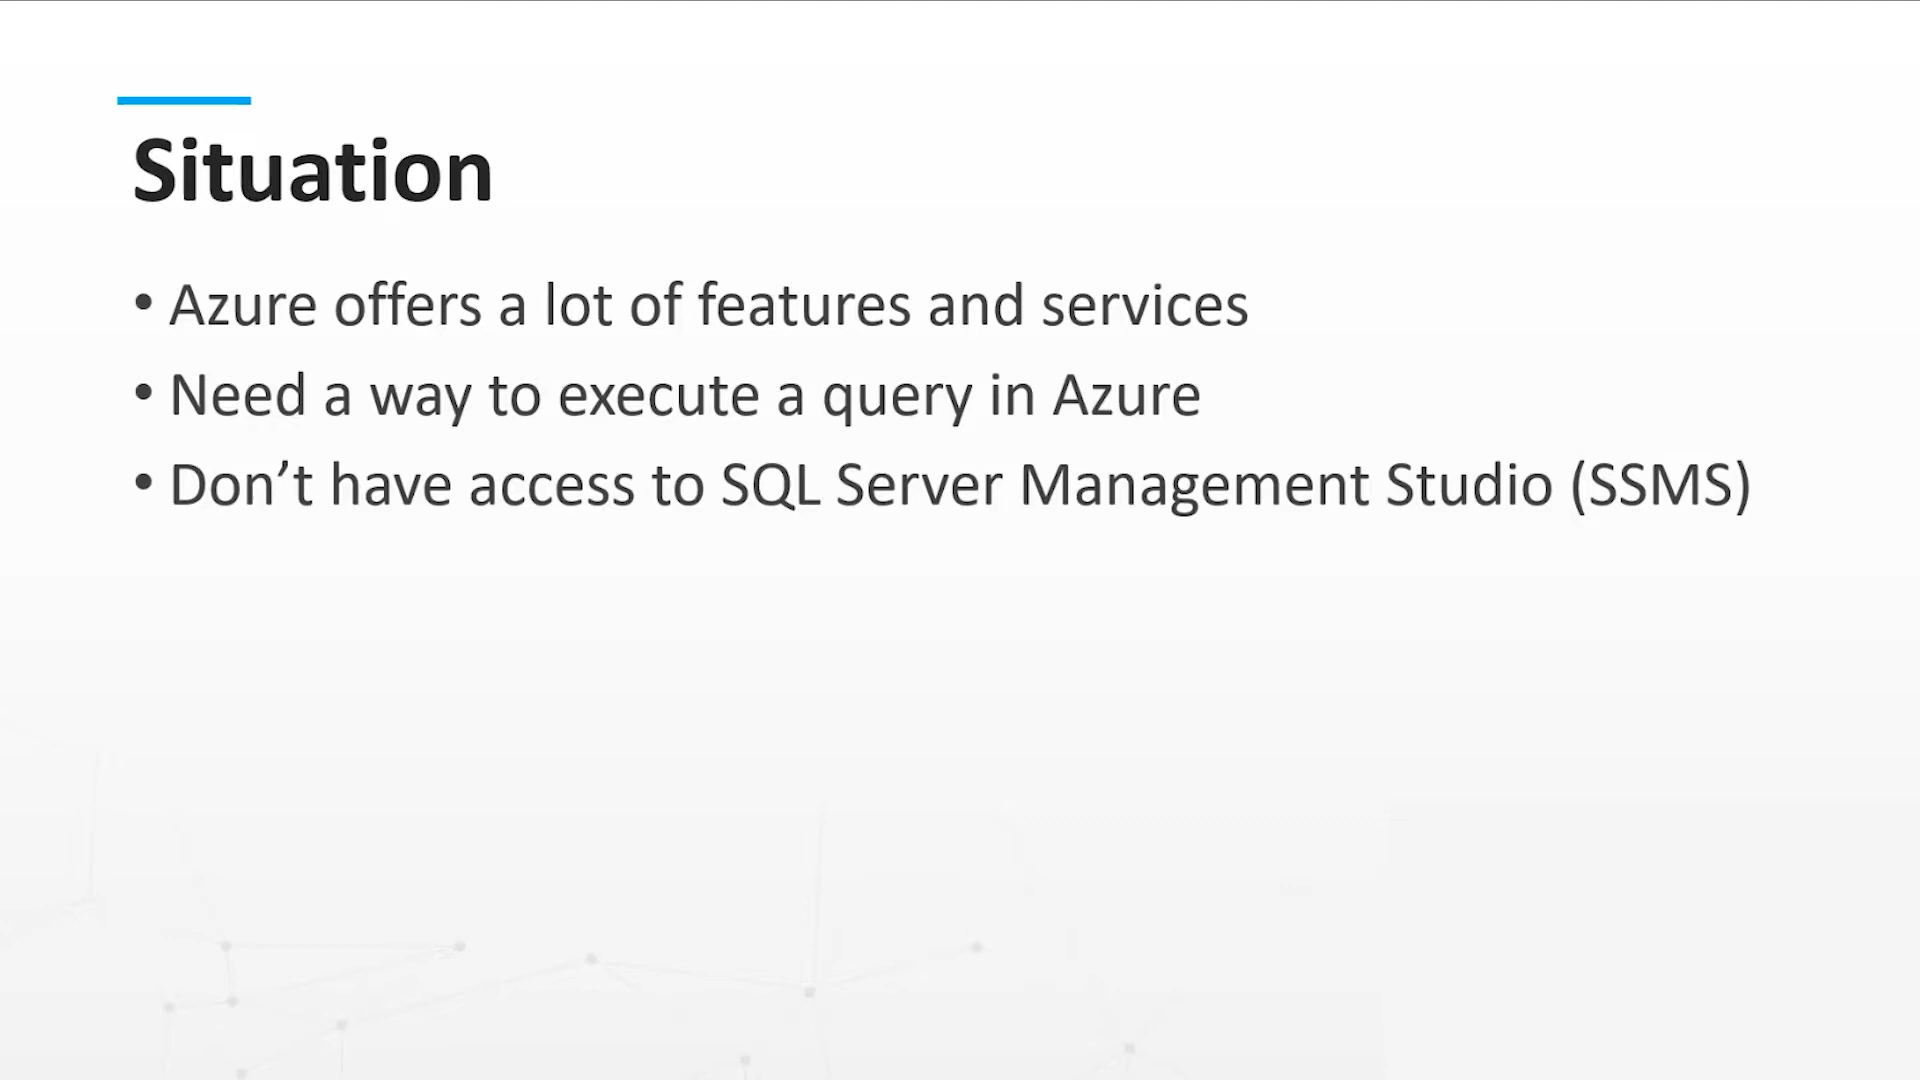 Situation
• Azure offers a lot of features and services
• Need a way to execute a query in Azure
• Don’t have access to SQL Server Management Studio (SSMS)